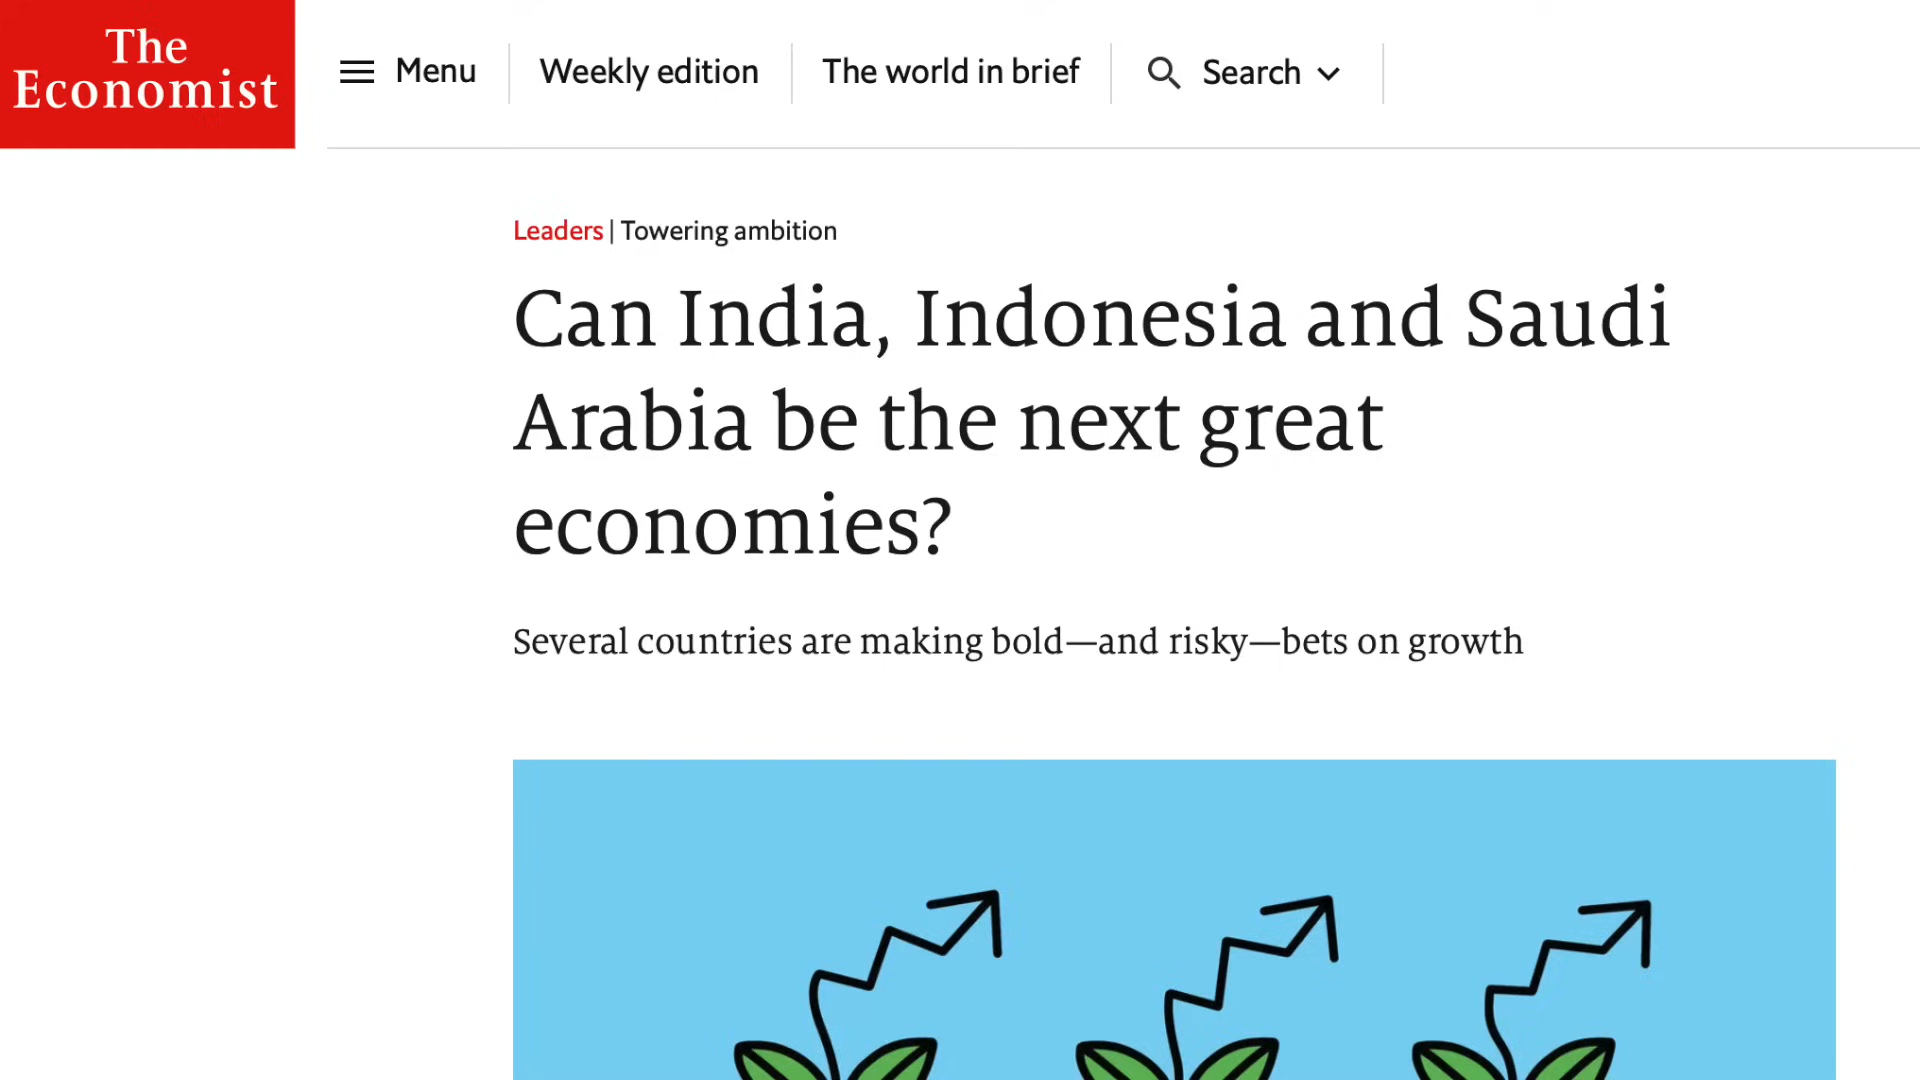 The
Economist
Menu
Weekly edition
The world in brief
Search
Leaders | Towering ambition
Can India, Indonesia and Saudi
Arabia be the next great
economies?
Several countries are making bold—and risky—bets on growth